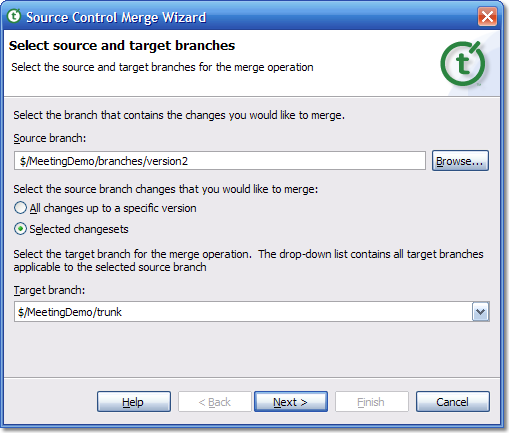 Source Control Merge Wizard
Select source and target branches
Select the source and target branches for the merge operation
t
Select the branch that contains the changes you would like to merge.
Source branch:
$/MeetingDemo/branches/version2
Browse...
Select the source branch changes that you would like to merge:
All changes up to a specific version
Selected changesets
Select the target branch for the merge operation. The drop-down list contains all target branches
applicable to the selected source branch
Target branch:
$/MeetingDemo/trunk
Help
< Back
Next >
Finish
Cancel